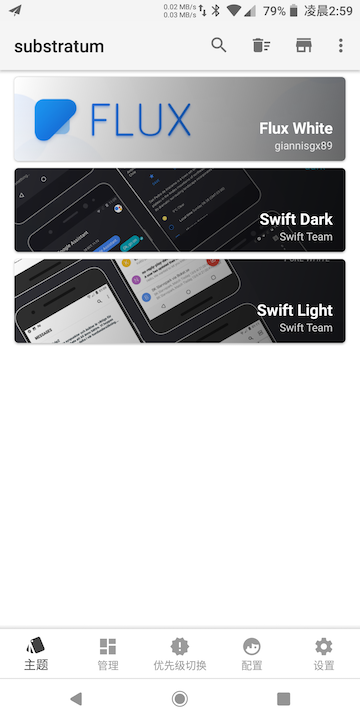 0.02 MB/s
0.03 MB/s
79%
凌晨2:59
substratum
FLUX
Flux White
giannisgx89
Swift Dark
Swift Team
Swift Light
Swift Team
主题
管理
优先级切换
配置
设置